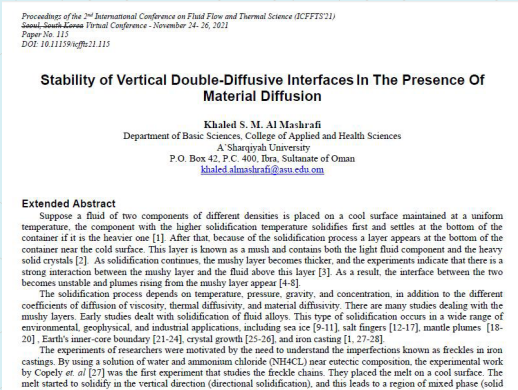 Proceedings of the 2nd International Conference on Fluid Flow and Thermal Science (ICFFTS'21)
Seoul, South Korea Virtual Conference - November 24- 26, 2021
Paper No. 115
DOI: 10.11159/icffts21.115
Stability of Vertical Double-Diffusive Interfaces In The Presence Of
Material Diffusion
Khaled S. M. Al Mashrafi
Department of Basic Sciences, College of Applied and Health Sciences
A'Sharqiyah University
P.O. Box 42, P.C. 400, Ibra, Sultanate of Oman
khaled.almashrafi@asu.edu.om
Extended Abstract
Suppose a fluid of two components of different densities is placed on a cool surface maintained at a uniform
temperature, the component with the higher solidification temperature solidifies first and settles at the bottom of the
container if it is the heavier one [1]. After that, because of the solidification process a layer appears at the bottom of the
container near the cold surface. This layer is known as a mush and contains both the light fluid component and the heavy
solid crystals [2]. As solidification continues, the mushy layer becomes thicker, and the experiments indicate that there is a
strong interaction between the mushy layer and the fluid above this layer [3]. As a result, the interface between the two
becomes unstable and plumes rising from the mushy layer appear [4-8].
The solidification process depends on temperature, pressure, gravity, and concentration, in addition to the different
coefficients of diffusion of viscosity, thermal diffusivity, and material diffusivity. There are many studies dealing with the
mushy layers. Early studies dealt with solidification of fluid alloys. This type of solidification occurs in a wide range of
environmental, geophysical, and industrial applications, including sea ice [9-11], salt fingers [12-17], mantle plumes [18-
20] , Earth's inner-core boundary [21-24], crystal growth [25-26], and iron casting [1, 27-28].
The experiments of researchers were motivated by the need to understand the imperfections known as freckles in iron
castings. By using a solution of water and ammonium chloride (NH4CL) near eutectic composition, the experimental work
by Copely et. al [27] was the first experiment that studies the freckle chains. They placed the melt on a cool surface. The
melt started to solidify in the vertical direction (directional solidification), and this leads to a region of mixed phase (solid